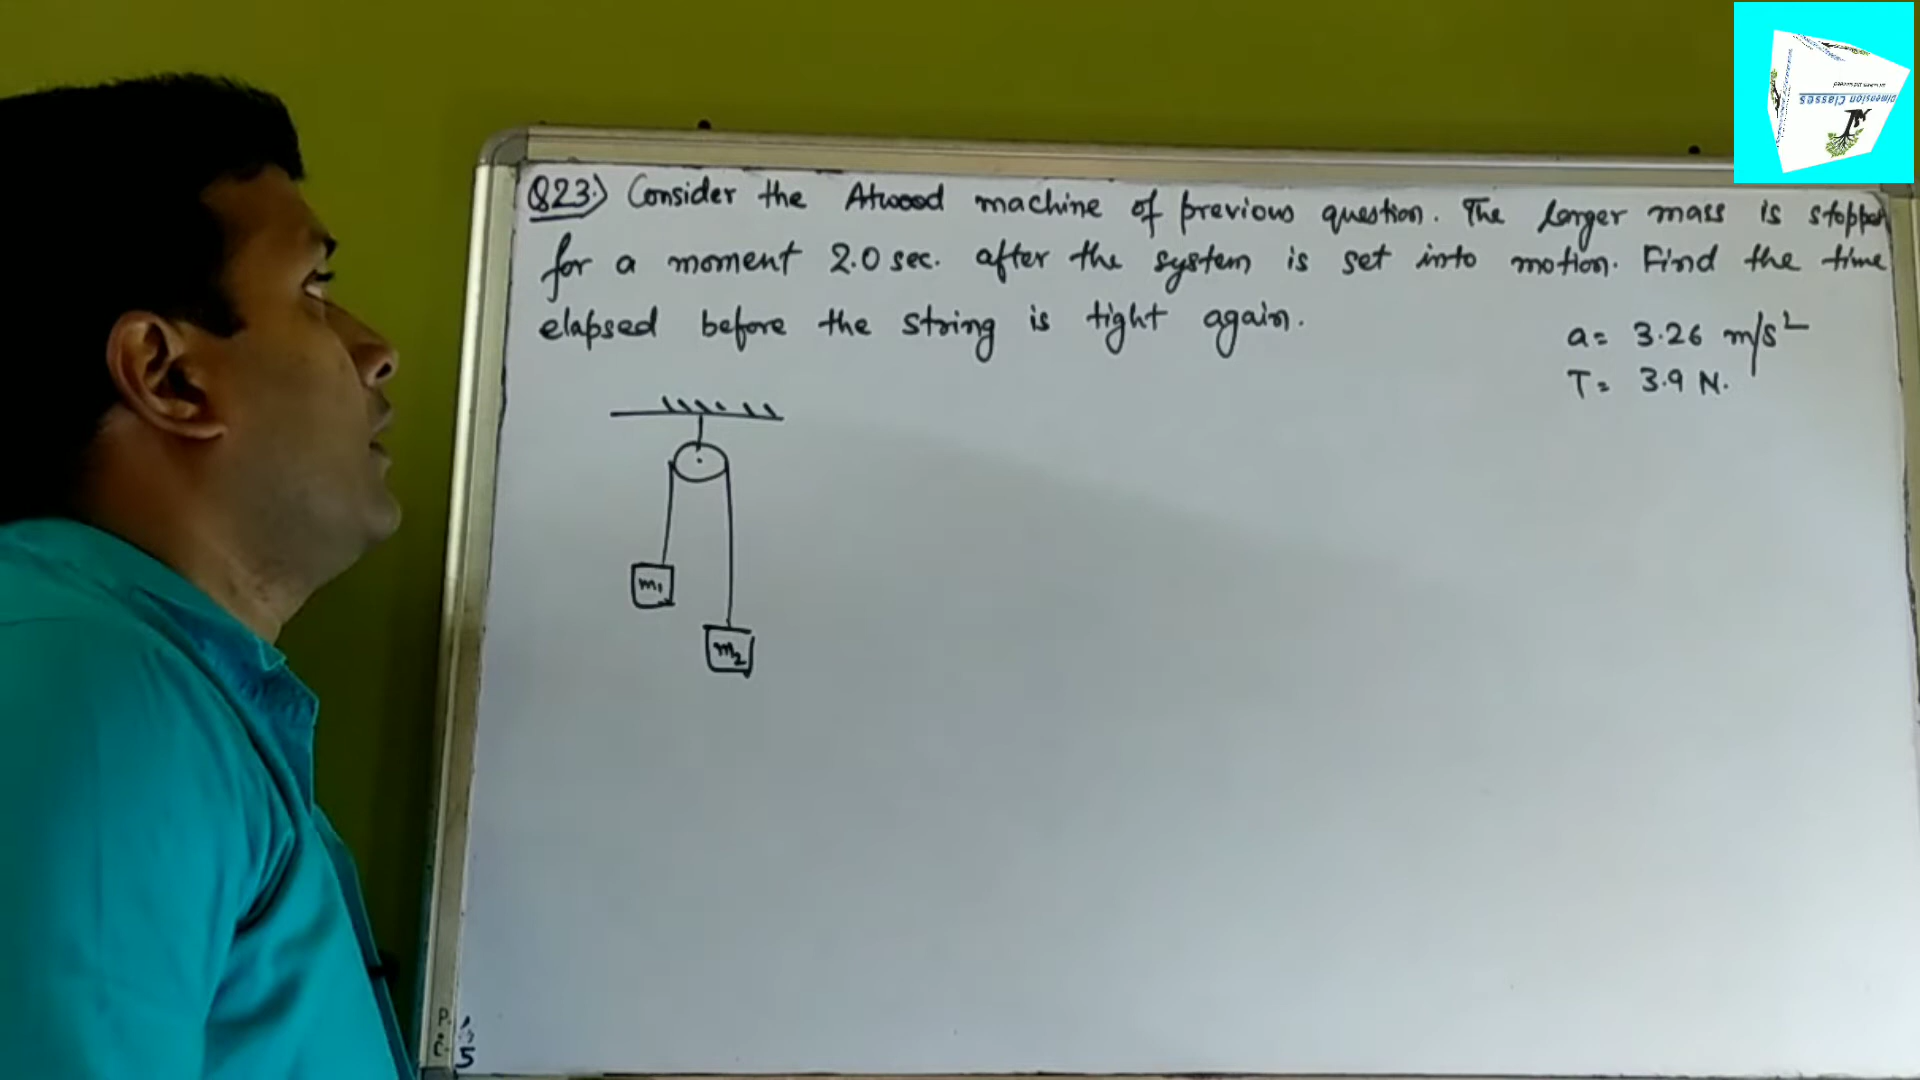 Q23.) Consider the Atwood machine of previous question. The larger mass is stopped
for a moment 2.0 sec. after the system is set into motion. Find the time
elapsed before the string is tight again.
a = 3.26 m/s²
T = 3.9 N.
m₁
m₂
Dimension Classes
P.
5